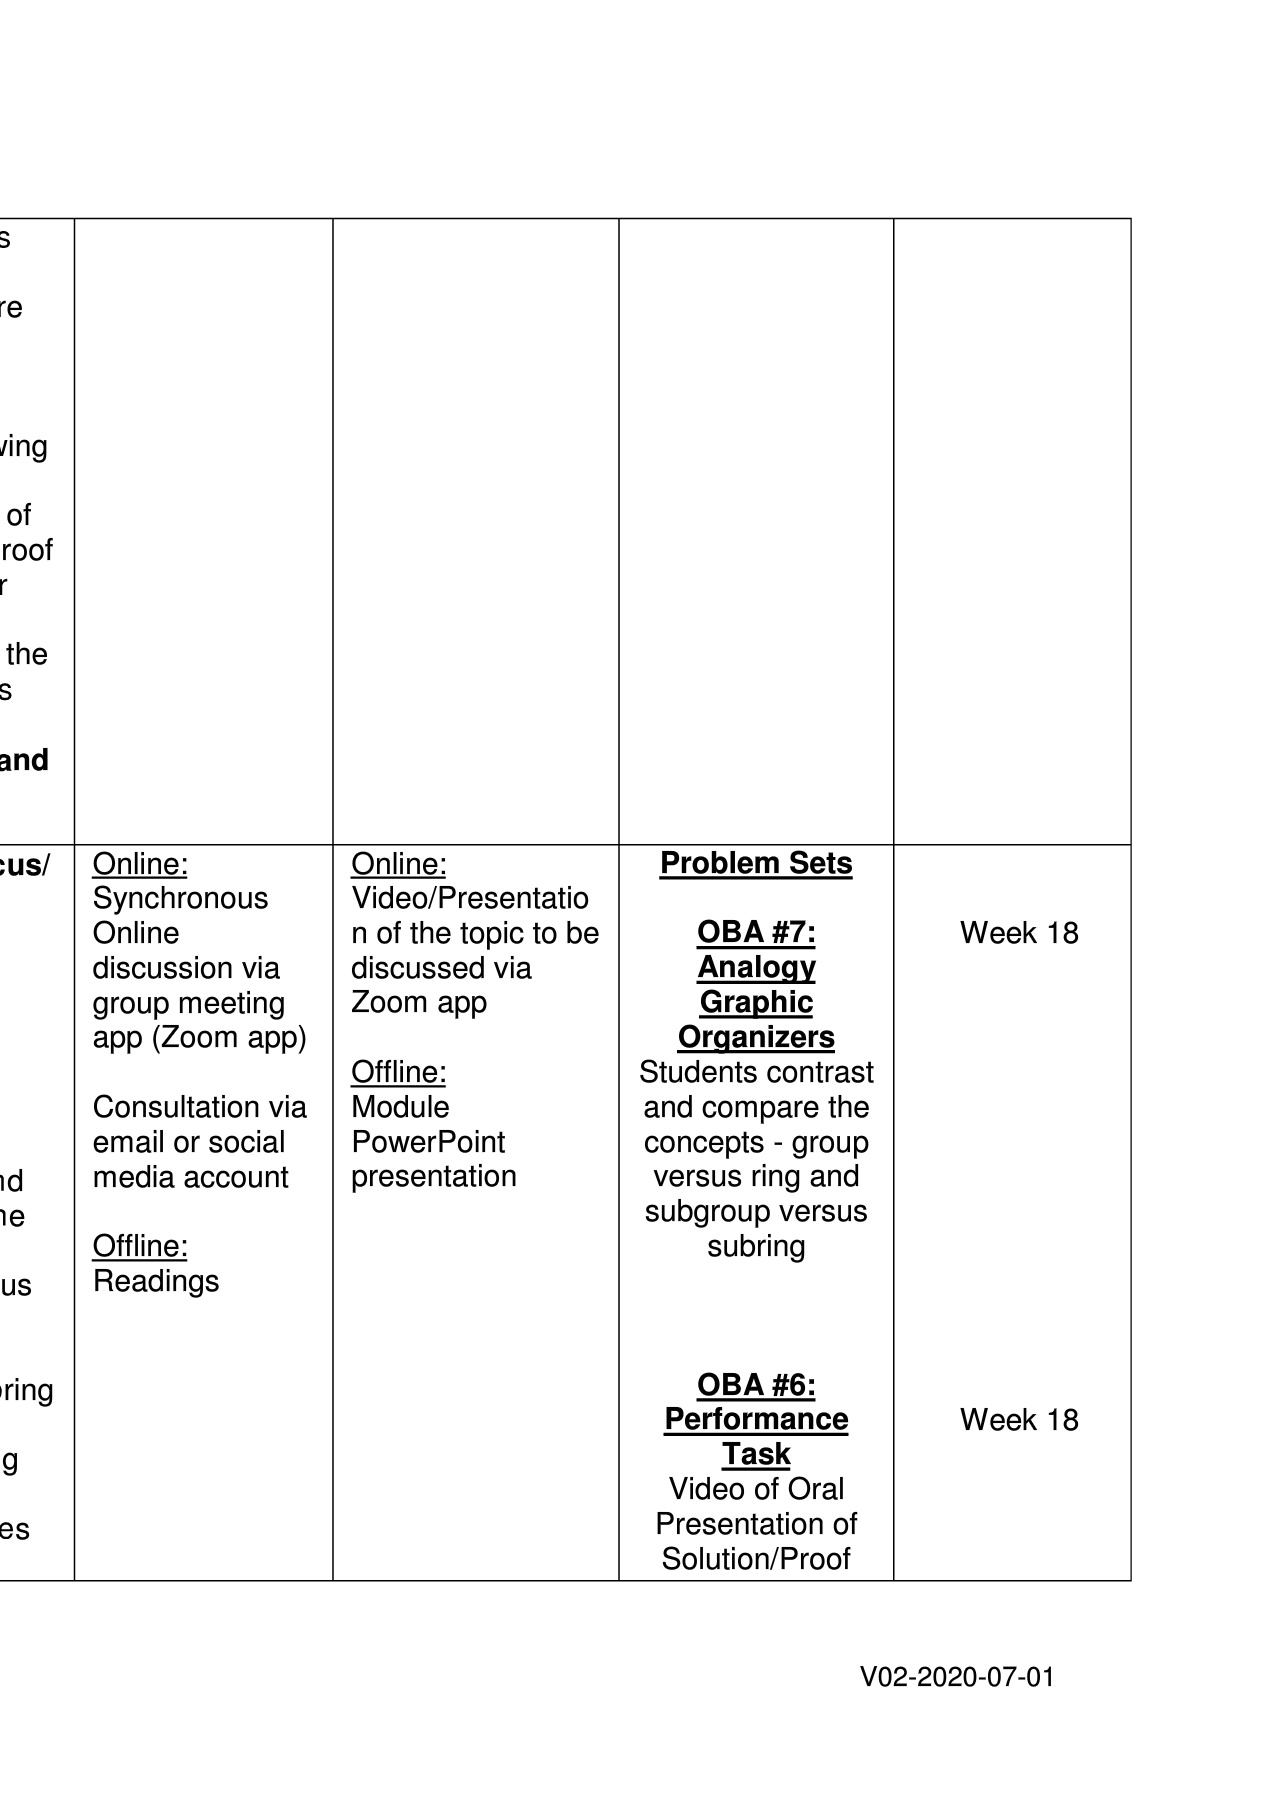 s
re
wing
of
roof
r
the
s
and
cus/
nd
ne
us
oring
g
es
Online:
Synchronous
Online
discussion via
group meeting
app (Zoom app)
Consultation via
email or social
media account
Offline:
Readings
Online:
Video/Presentatio
n of the topic to be
discussed via
Zoom app
Offline:
Module
PowerPoint
presentation
Problem Sets
OBA #7:
Analogy
Graphic
Organizers
Students contrast
and compare the
concepts - group
versus ring and
subgroup versus
subring
OBA #6:
Performance
Task
Video of Oral
Presentation of
Solution/Proof
Week 18
Week 18
V02-2020-07-01